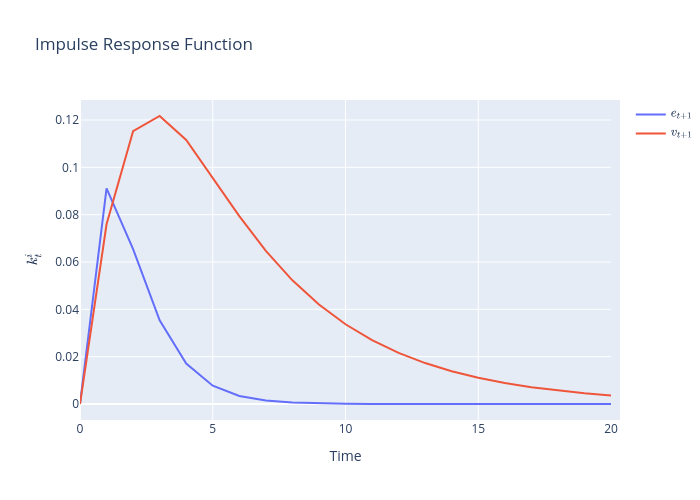 Impulse Response Function
e_{t+1}
v_{t+1}
0.12
0.1
0.08
0.06
0.04
0.02
0
k_t^i
0 5 10 15 20
Time